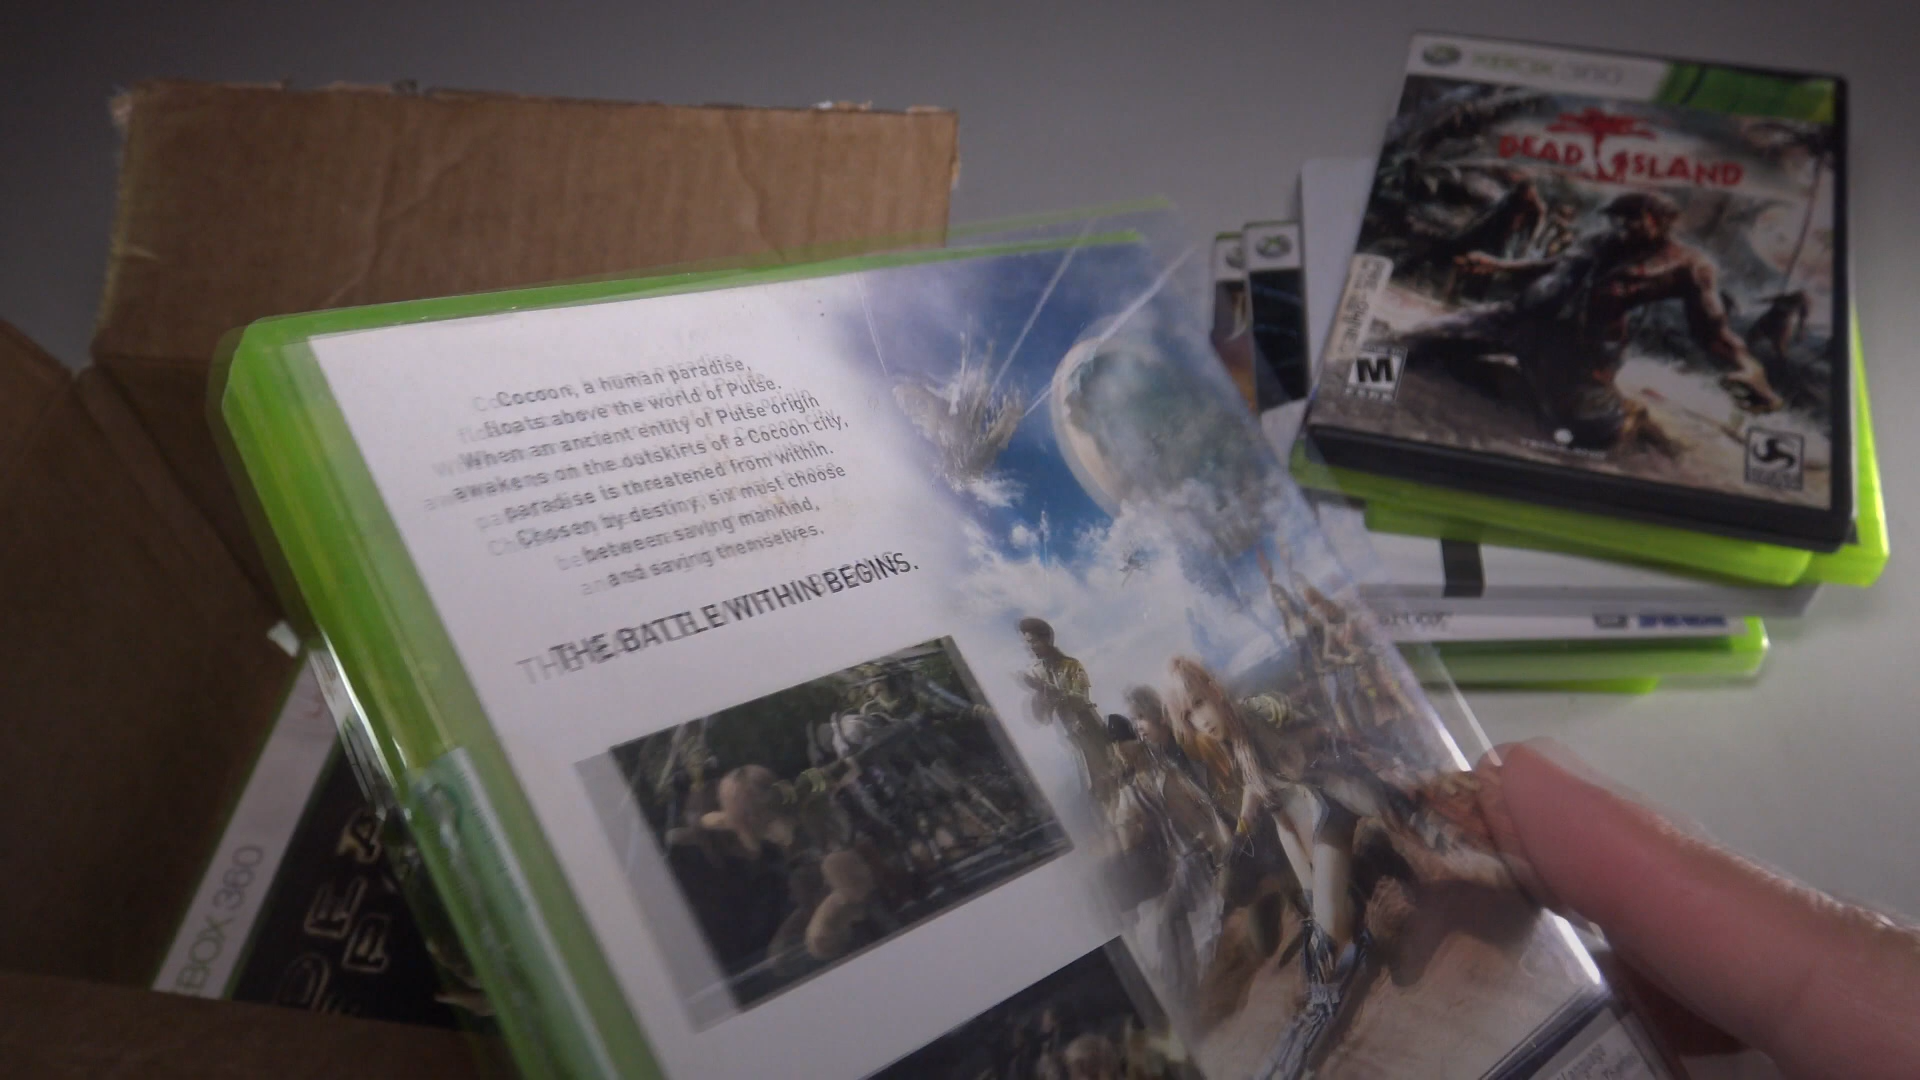 Cocoon, a human paradise,
floats above the world of Pulse.
When an ancient entity of Pulse origin
awakens on the outskirts of a Cocoon city,
paradise is threatened from within.
Chosen by destiny, six must choose
between saving mankind,
and saving themselves.
THE BATTLE WITHIN BEGINS.
XBOX 360
DEAD ISLAND
M
XBOX 360
DEA